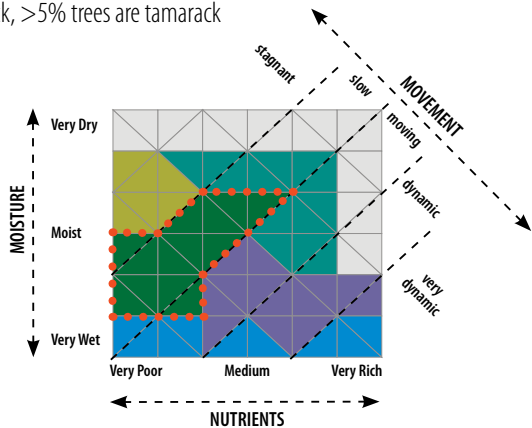 k, >5% trees are tamarack
stagnant
slow
moving
dynamic
very
dynamic
MOVEMENT
Very Dry
Moist
Very Wet
MOISTURE
Very Poor
Medium
Very Rich
NUTRIENTS